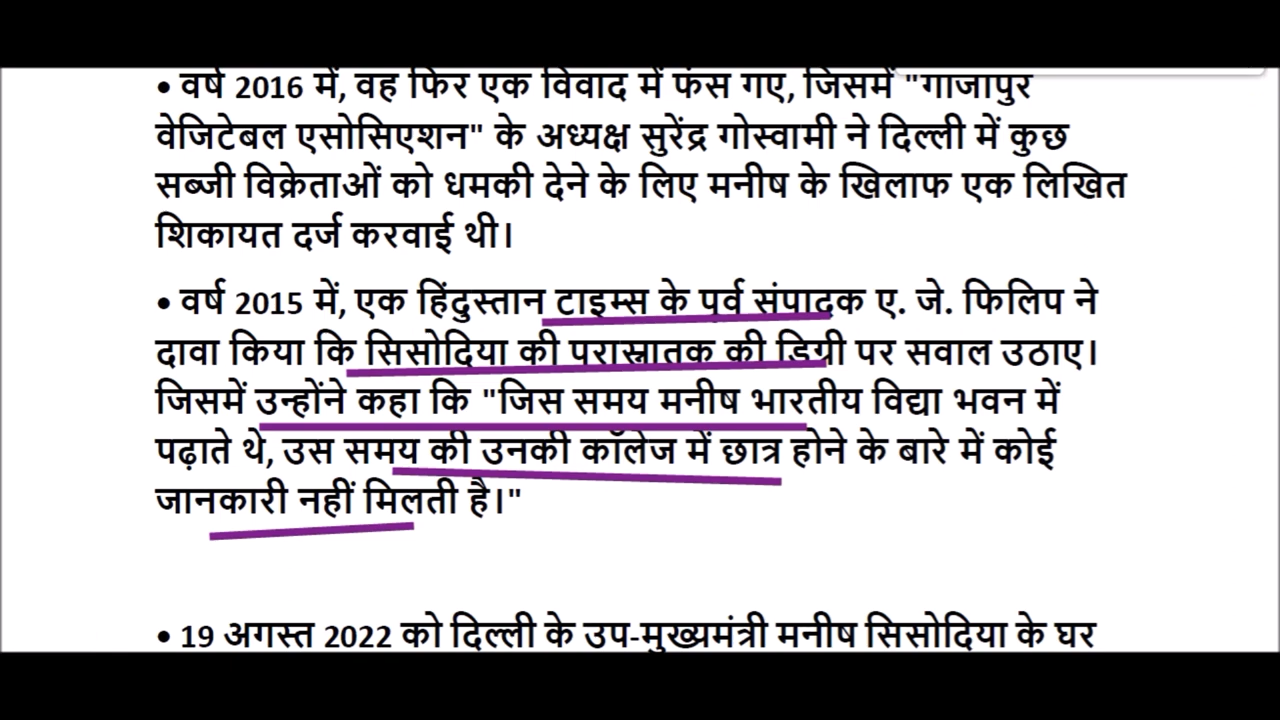 • वर्ष 2016 में, वह फिर एक विवाद में फंस गए, जिसमें "गाजीपुर
वेजिटेबल एसोसिएशन" के अध्यक्ष सुरेंद्र गोस्वामी ने दिल्ली में कुछ
सब्जी विक्रेताओं को धमकी देने के लिए मनीष के खिलाफ एक लिखित
शिकायत दर्ज करवाई थी।
• वर्ष 2015 में, एक हिंदुस्तान टाइम्स के पूर्व संपादक ए. जे. फिलिप ने
दावा किया कि सिसोदिया की परास्नातक की डिग्री पर सवाल उठाए।
जिसमें उन्होंने कहा कि "जिस समय मनीष भारतीय विद्या भवन में
पढ़ाते थे, उस समय की उनकी कॉलेज में छात्र होने के बारे में कोई
जानकारी नहीं मिलती है।"
• 19 अगस्त 2022 को दिल्ली के उप-मुख्यमंत्री मनीष सिसोदिया के घर